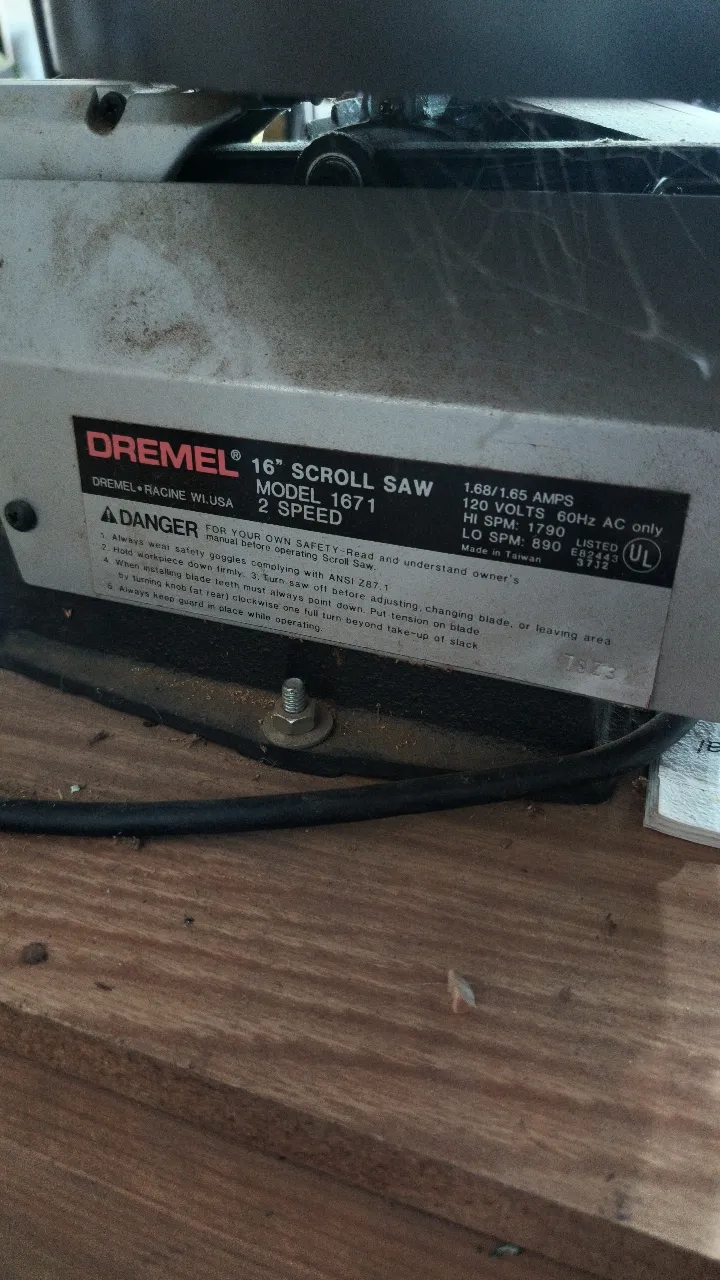 DREMEL®
16" SCROLL SAW
MODEL 1671
2 SPEED
DREMEL • RACINE WI. USA
1.68/1.65 AMPS
120 VOLTS 60Hz AC only
HI SPM: 1790
LO SPM: 890
Made in Taiwan
LISTED
E82443
37J2
UL
DANGER FOR YOUR OWN SAFETY-Read and understand owner's
manual before operating Scroll Saw.
1. Always wear safety goggles complying with ANSI Z87.1
2. Hold workpiece down firmly. 3. Turn saw off before adjusting, changing blade, or leaving area
4. When installing blade teeth must always point down. Put tension on blade
by turning knob (at rear) clockwise one full turn beyond take-up of slack
5. Always keep guard in place while operating